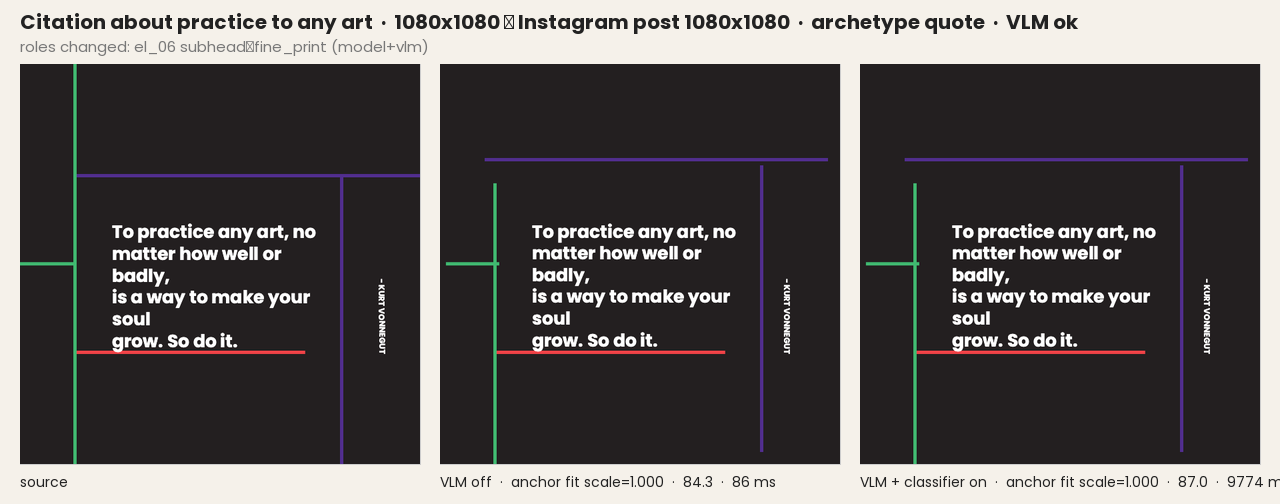 Citation about practice to any art · 1080x1080 Instagram post 1080x1080 · archetype quote · VLM ok
roles changed: el_06 subhead fine_print (model+vlm)
To practice any art, no
matter how well or
badly,
is a way to make your
soul
grow. So do it.
-KURT VONNEGUT
To practice any art, no
matter how well or
badly,
is a way to make your
soul
grow. So do it.
-KURT VONNEGUT
To practice any art, no
matter how well or
badly,
is a way to make your
soul
grow. So do it.
-KURT VONNEGUT
source
VLM off · anchor fit scale=1.000 · 84.3 · 86 ms
VLM + classifier on · anchor fit scale=1.000 · 87.0 · 9774 m